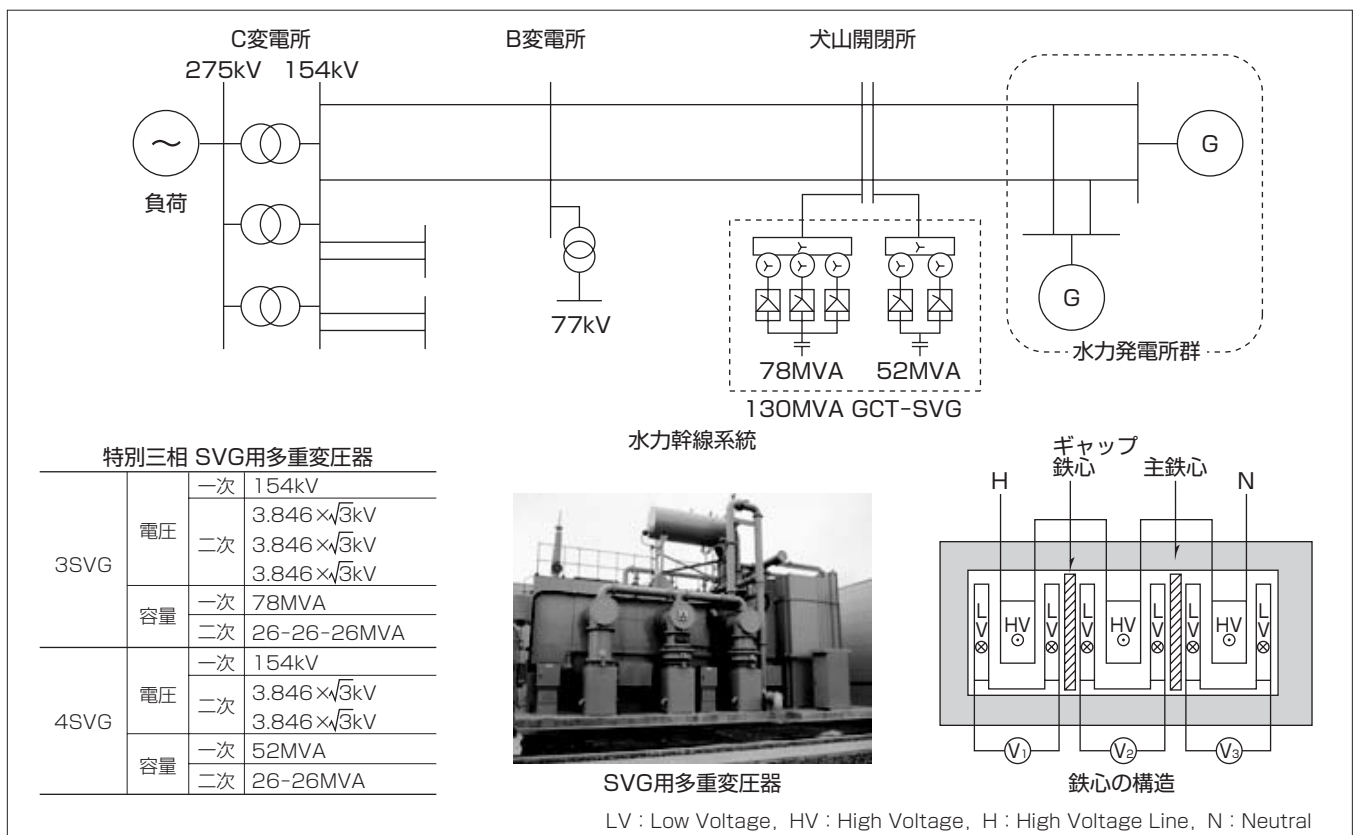 C変電所
B変電所
犬山開閉所
275kV 154kV
～
負荷
G
G
77kV
78MVA 52MVA
130MVA GCT-SVG
水力発電所群
水力幹線系統
特別三相 SVG用多重変圧器
3SVG 電圧 一次 154kV
二次 3.846×√3kV
3.846×√3kV
3.846×√3kV
容量 一次 78MVA
二次 26-26-26MVA
4SVG 電圧 一次 154kV
二次 3.846×√3kV
3.846×√3kV
容量 一次 52MVA
二次 26-26MVA
SVG用多重変圧器
ギャップ
鉄心
主鉄心
H
N
LV HV LV LV HV LV LV HV LV
V1 V2 V3
鉄心の構造
LV：Low Voltage，HV：High Voltage，H：High Voltage Line，N：Neutral